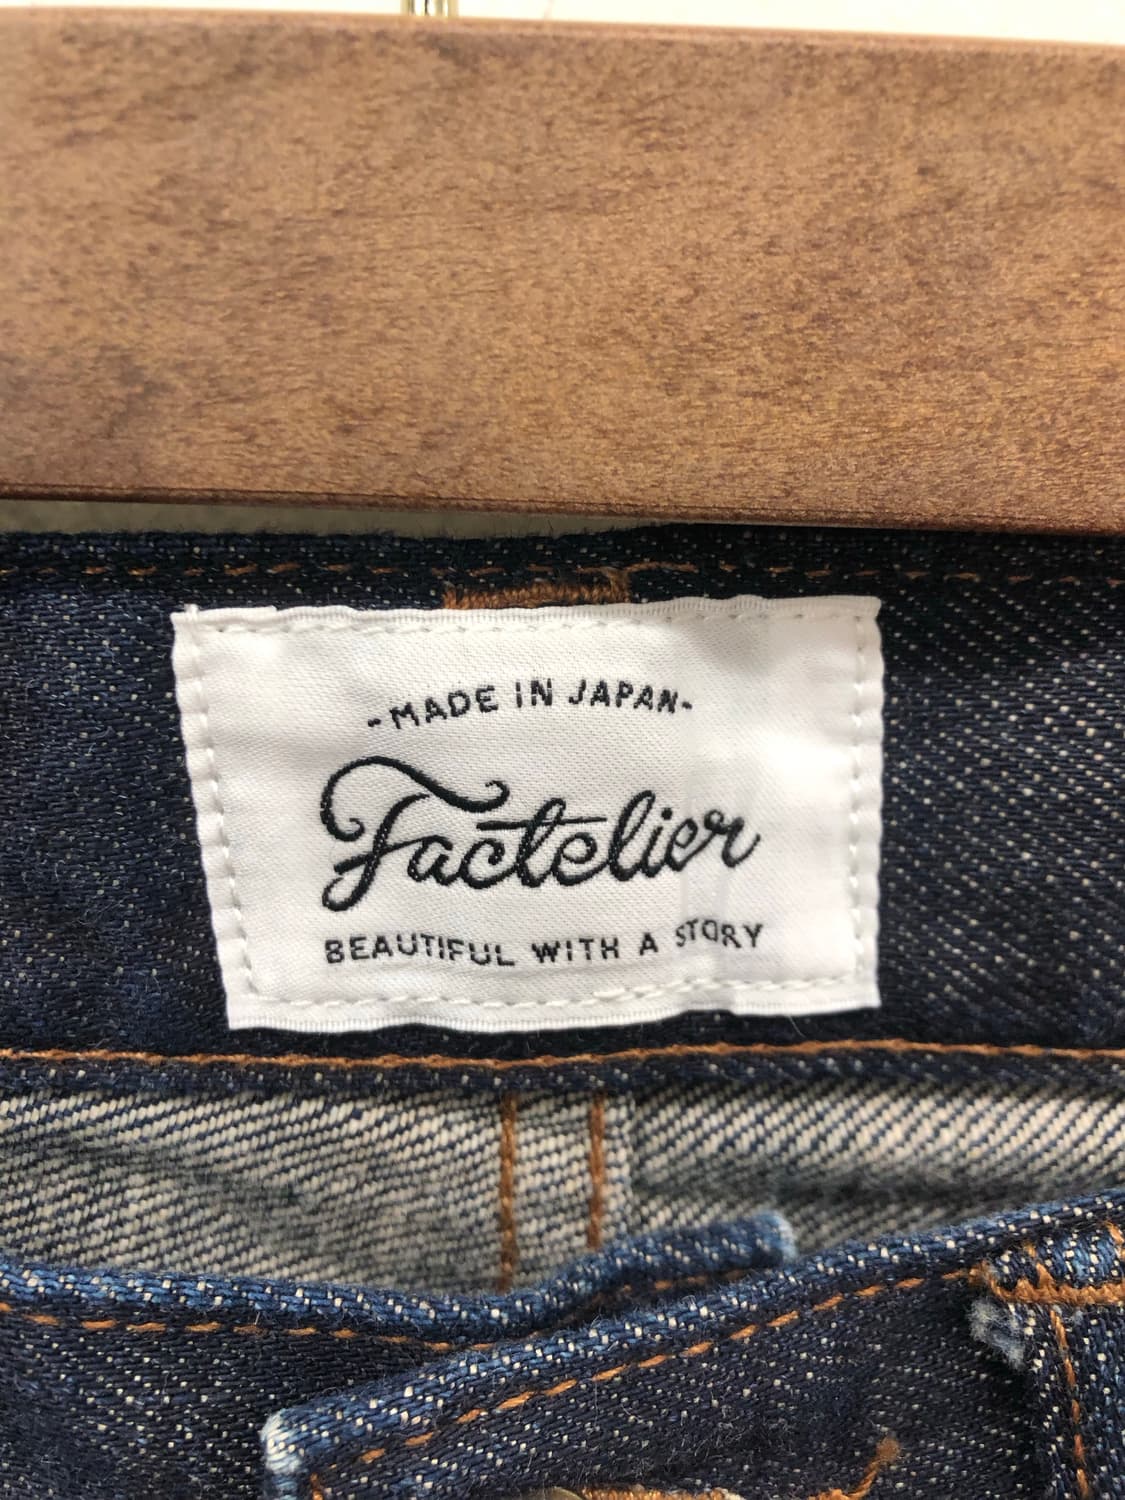 -MADE IN JAPAN-
Factelier
BEAUTIFUL WITH A STORY